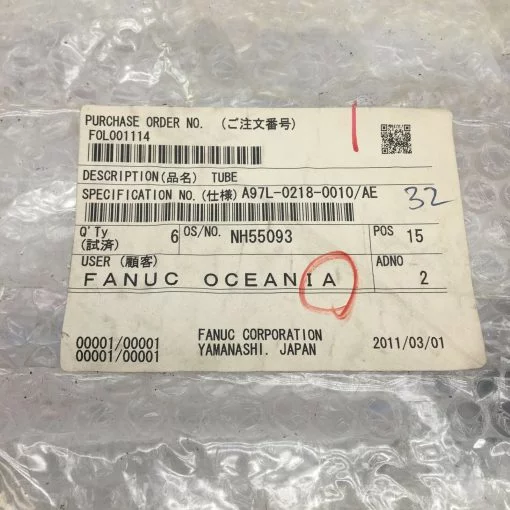 PURCHASE ORDER NO. (ご注文番号)
FOL001114
DESCRIPTION(品名) TUBE
SPECIFICATION NO.(仕様) A97L-0218-0010/AE
32
Q'Ty (試済) 6 OS/NO. NH55093 POS 15
USER (顧客) ADNO
FANUC OCEANIA 2
00001/00001 FANUC CORPORATION 2011/03/01
00001/00001 YAMANASHI. JAPAN